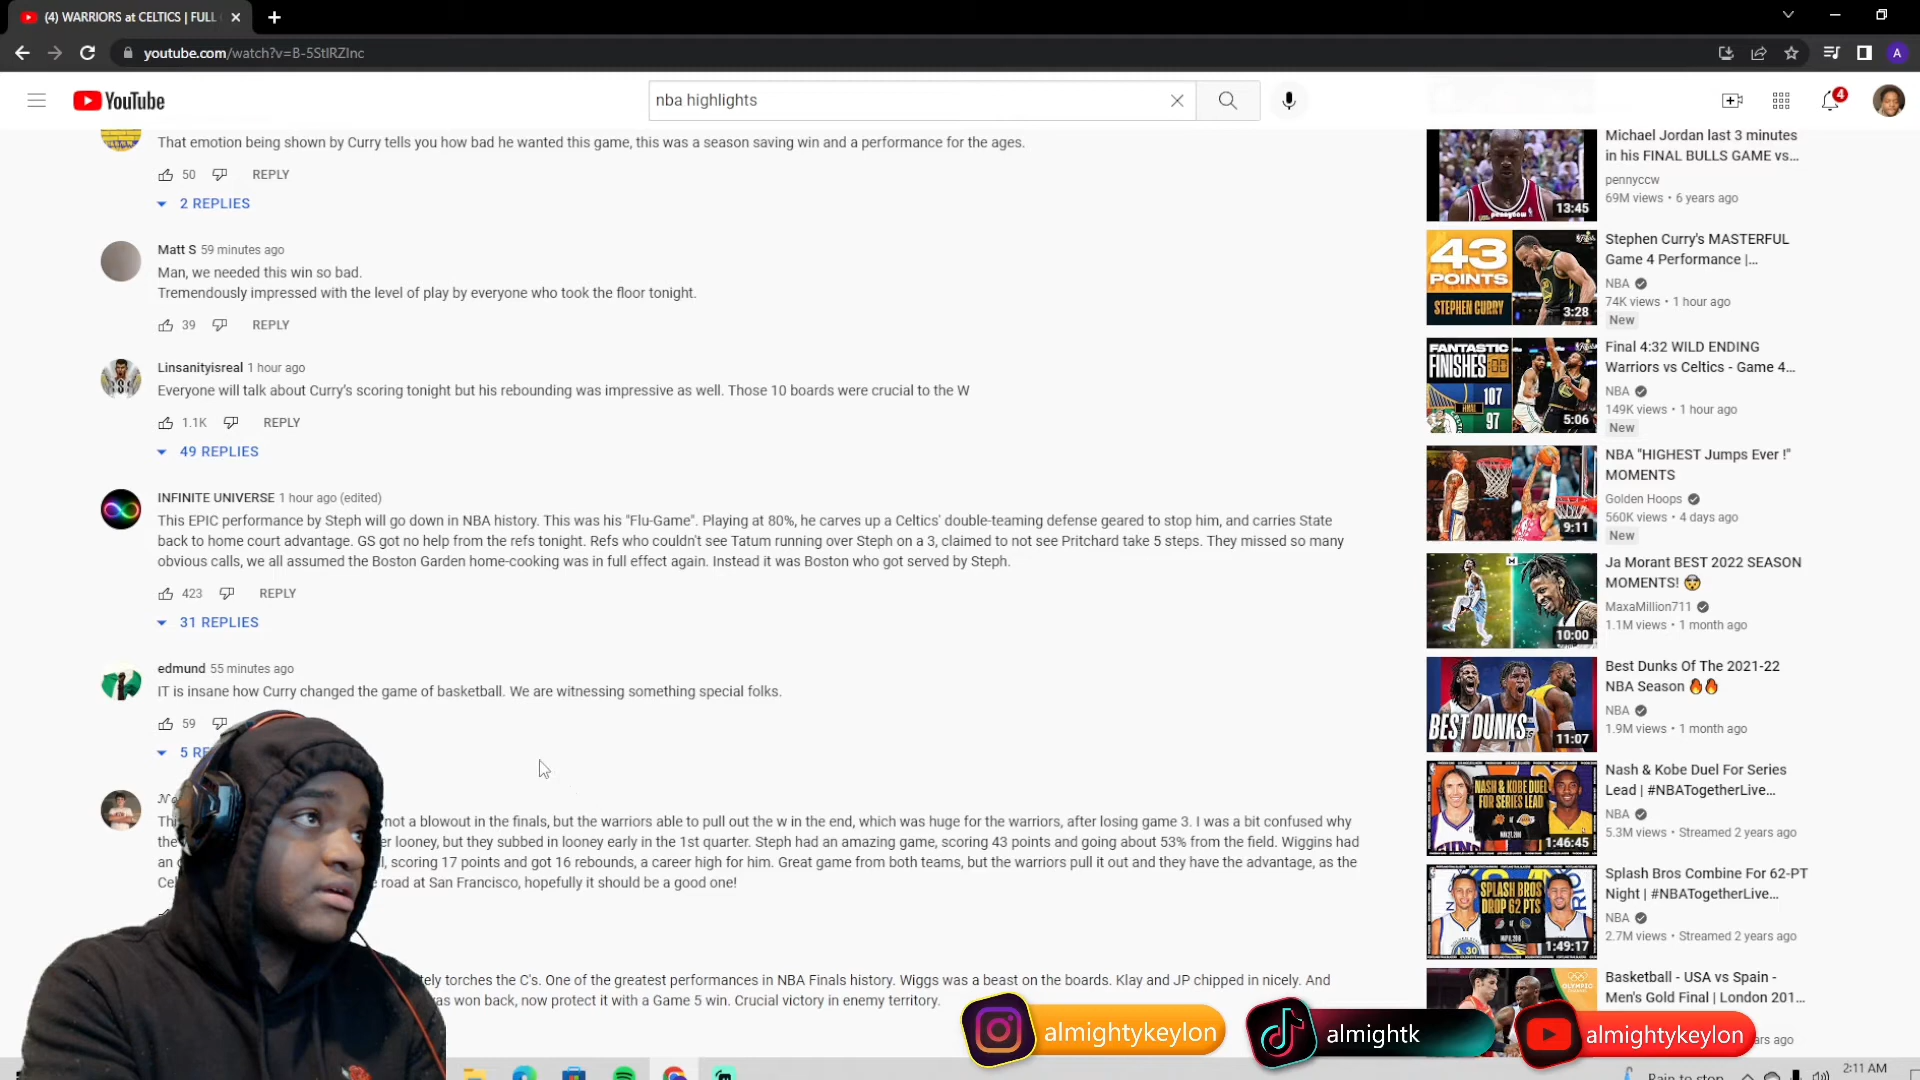 (4) WARRIORS at CELTICS | FULL
youtube.com/watch?v=B-5StlRZInc
A
YouTube
nba highlights
4
That emotion being shown by Curry tells you how bad he wanted this game, this was a season saving win and a performance for the ages.
50 REPLY
2 REPLIES
Matt S 59 minutes ago
Man, we needed this win so bad.
Tremendously impressed with the level of play by everyone who took the floor tonight.
39 REPLY
Linsanityisreal 1 hour ago
Everyone will talk about Curry's scoring tonight but his rebounding was impressive as well. Those 10 boards were crucial to the W
1.1K REPLY
49 REPLIES
INFINITE UNIVERSE 1 hour ago (edited)
This EPIC performance by Steph will go down in NBA history. This was his "Flu-Game". Playing at 80%, he carves up a Celtics' double-teaming defense geared to stop him, and carries State
back to home court advantage. GS got no help from the refs tonight. Refs who couldn't see Tatum running over Steph on a 3, claimed to not see Pritchard take 5 steps. They missed so many
obvious calls, we all assumed the Boston Garden home-cooking was in full effect again. Instead it was Boston who got served by Steph.
423 REPLY
31 REPLIES
edmund 55 minutes ago
IT is insane how Curry changed the game of basketball. We are witnessing something special folks.
59
5 RE
not a blowout in the finals, but the warriors able to pull out the w in the end, which was huge for the warriors, after losing game 3. I was a bit confused why
the er looney, but they subbed in looney early in the 1st quarter. Steph had an amazing game, scoring 43 points and going about 53% from the field. Wiggins had
an l, scoring 17 points and got 16 rebounds, a career high for him. Great game from both teams, but the warriors pull it out and they have the advantage, as the
Cel road at San Francisco, hopefully it should be a good one!
tely torches the C's. One of the greatest performances in NBA Finals history. Wiggs was a beast on the boards. Klay and JP chipped in nicely. And
was won back, now protect it with a Game 5 win. Crucial victory in enemy territory.
Michael Jordan last 3 minutes
in his FINAL BULLS GAME vs...
pennyccw
69M views • 6 years ago
13:45
Stephen Curry's MASTERFUL
Game 4 Performance |...
NBA
74K views • 1 hour ago
New
43
POINTS
STEPHEN CURRY
3:28
Final 4:32 WILD ENDING
Warriors vs Celtics - Game 4...
NBA
149K views • 1 hour ago
New
FANTASTIC
FINISHES :00
107
FINAL
97
5:06
NBA "HIGHEST Jumps Ever !"
MOMENTS
Golden Hoops
560K views • 4 days ago
New
9:11
Ja Morant BEST 2022 SEASON
MOMENTS! 🤯
MaxaMillion711
1.1M views • 1 month ago
10:00
Best Dunks Of The 2021-22
NBA Season 🔥🔥
NBA
1.9M views • 1 month ago
BEST DUNKS
11:07
Nash & Kobe Duel For Series
Lead | #NBATogetherLive...
NBA
5.3M views • Streamed 2 years ago
NASH & KOBE DUEL
FOR SERIES LEAD
1:46:45
Splash Bros Combine For 62-PT
Night | #NBATogetherLive...
NBA
2.7M views • Streamed 2 years ago
SPLASH BROS
DROP 62 PTS
1:49:17
Basketball - USA vs Spain -
Men's Gold Final | London 201...
ars ago
almightykeylon
almightk
almightykeylon
Rain to stop
2:11 AM